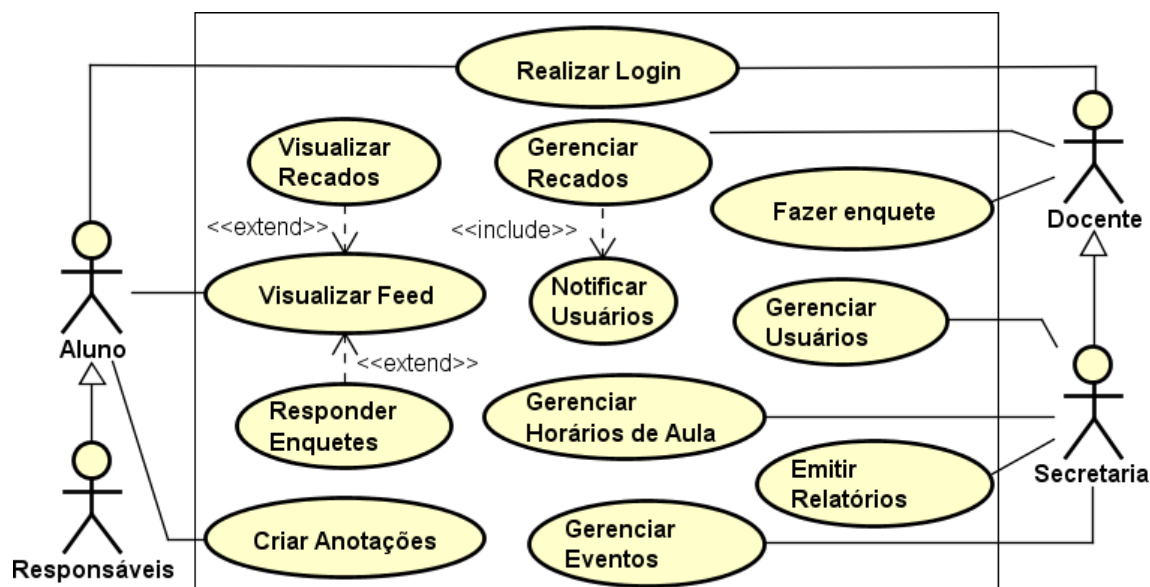 Realizar Login
Visualizar
Recados
Gerenciar
Recados
Fazer enquete
Docente
<<extend>>
<<include>>
Visualizar Feed
Notificar
Usuários
Gerenciar
Usuários
Aluno
<<extend>>
Responder
Enquetes
Gerenciar
Horários de Aula
Emitir
Relatórios
Secretaria
Criar Anotações
Gerenciar
Eventos
Responsáveis